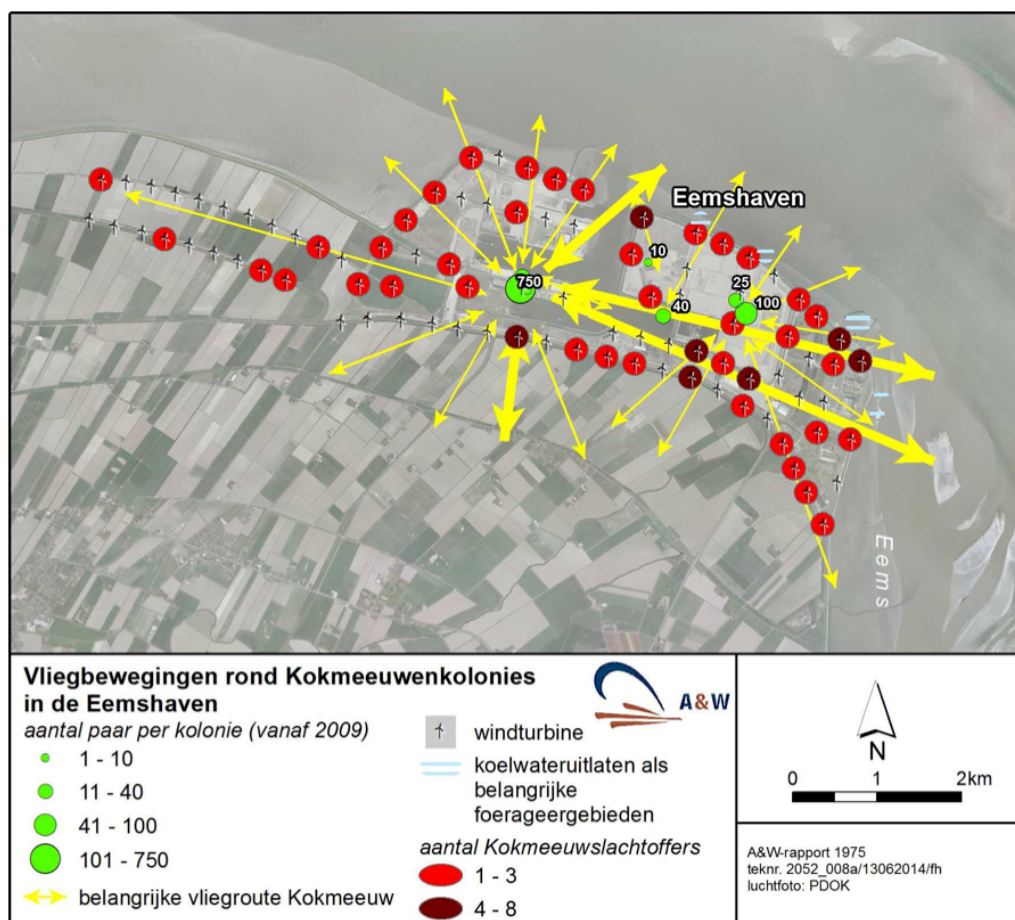 Eemshaven
10
750
25
40
100
Eems
Vliegbewegingen rond Kokmeeuwenkolonies
in de Eemshaven
aantal paar per kolonie (vanaf 2009)
1 - 10
11 - 40
41 - 100
101 - 750
belangrijke vliegroute Kokmeeuw
A&W
windturbine
koelwateruitlaten als
belangrijke
foerageergebieden
aantal Kokmeeuwslachtoffers
1 - 3
4 - 8
N
0 1 2km
A&W-rapport 1975
teknr. 2052_008a/13062014/fh
luchtfoto: PDOK